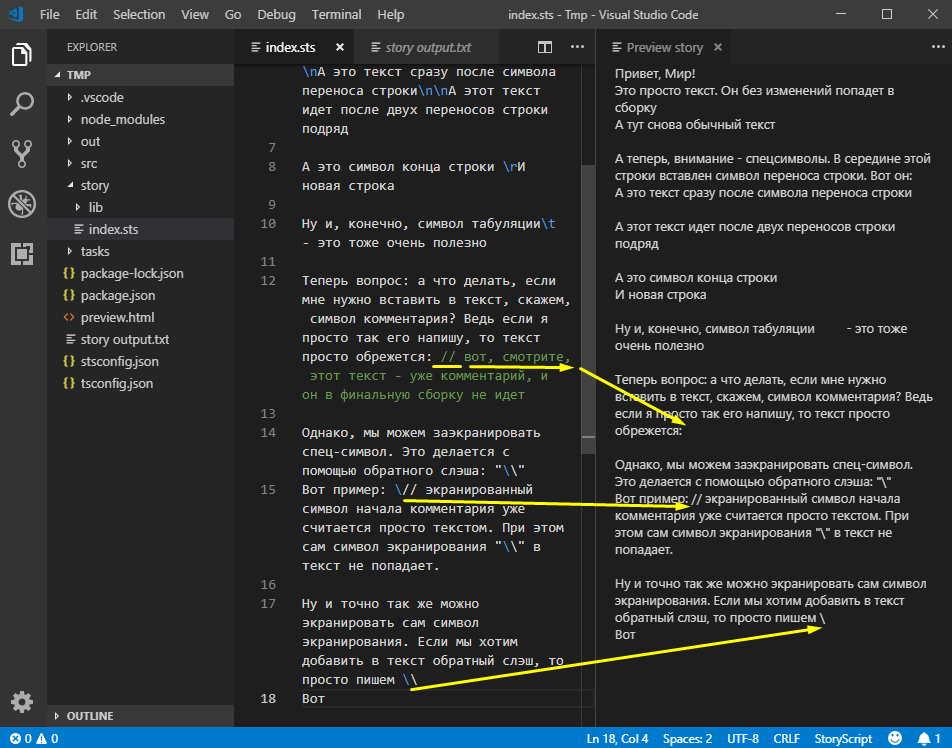 File Edit Selection View Go Debug Terminal Help index.sts - Tmp - Visual Studio Code
EXPLORER
TMP
.vscode
node_modules
out
src
story
lib
index.sts
tasks
package-lock.json
package.json
preview.html
story output.txt
stsconfig.json
tsconfig.json
OUTLINE
index.sts
story output.txt
\nА это текст сразу после символа
переноса строки\n\nА этот текст
идет после двух переносов строки
подряд
7
8 А это символ конца строки \rИ
новая строка
9
10 Ну и, конечно, символ табуляции\t
- это тоже очень полезно
11
12 Теперь вопрос: а что делать, если
мне нужно вставить в текст, скажем,
символ комментария? Ведь если я
просто так его напишу, то текст
просто обрежется: // вот, смотрите,
этот текст - уже комментарий, и
он в финальную сборку не идет
13
14 Однако, мы можем заэкранировать
спец-символ. Это делается с
помощью обратного слэша: "\\"
15 Вот пример: \// экранированный
символ начала комментария уже
считается просто текстом. При этом
сам символ экранирования "\\" в
текст не попадает.
16
17 Ну и точно так же можно
экранировать сам символ
экранирования. Если мы хотим
добавить в текст обратный слэш, то
просто пишем \\
18 Вот
Preview story
Привет, Мир!
Это просто текст. Он без изменений попадет в
сборку
А тут снова обычный текст
А теперь, внимание - спецсимволы. В середине этой
строки вставлен символ переноса строки. Вот он:
А это текст сразу после символа переноса строки
А этот текст идет после двух переносов строки
подряд
А это символ конца строки
И новая строка
Ну и, конечно, символ табуляции - это тоже
очень полезно
Теперь вопрос: а что делать, если мне нужно
вставить в текст, скажем, символ комментария? Ведь
если я просто так его напишу, то текст просто
обрежется:
Однако, мы можем заэкранировать спец-символ.
Это делается с помощью обратного слэша: "\"
Вот пример: // экранированный символ начала
комментария уже считается просто текстом. При
этом сам символ экранирования "\" в текст не
попадает.
Ну и точно так же можно экранировать сам символ
экранирования. Если мы хотим добавить в текст
обратный слэш, то просто пишем \
Вот
0 0 Ln 18, Col 4 Spaces: 2 UTF-8 CRLF StoryScript 1